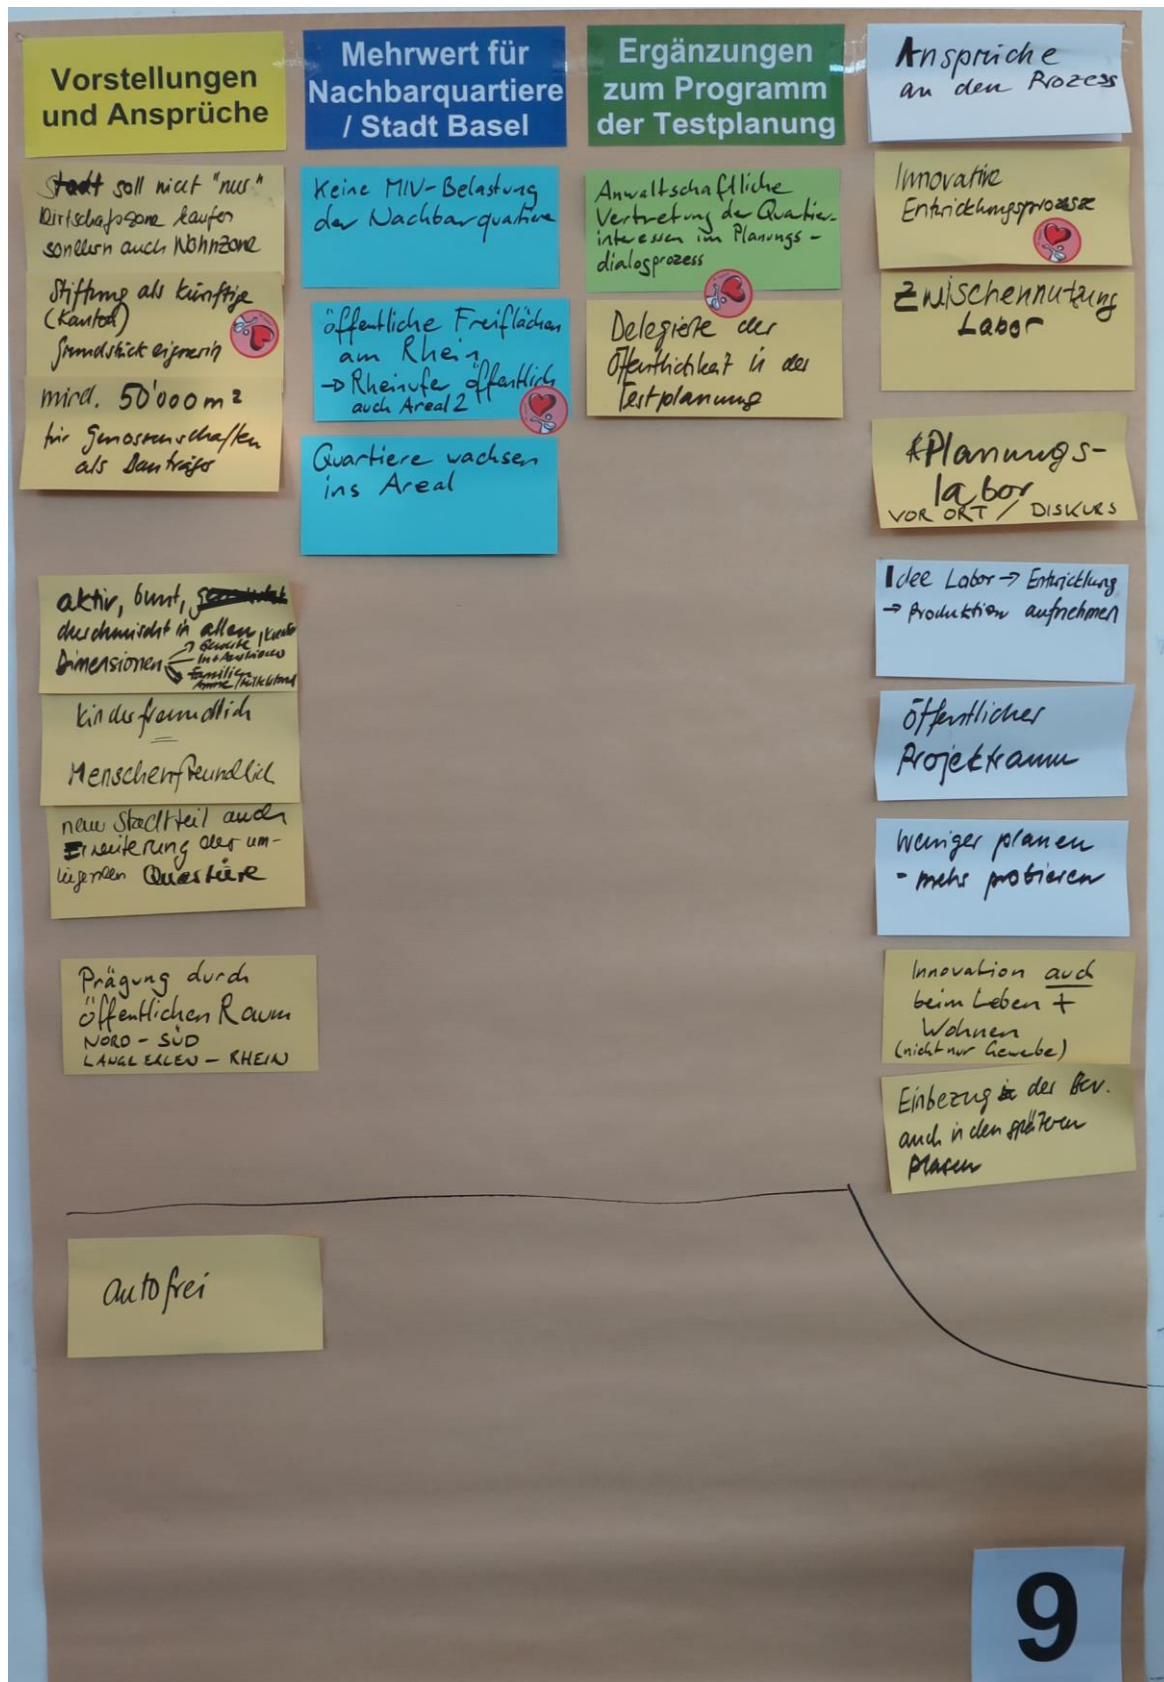 Vorstellungen
und Ansprüche
Stadt soll nicht "nur"
Wirtschaftszone kaufen
sondern auch Wohnzone
Stiftung als künftige
(Kanton)
Grundstückeignerin
mind. 50'000 m²
für Genossenschaften
als Bauträger
aktiv, bunt,
durchmischt in allen
Dimensionen
kinderfreundlich
Menschenfreundlich
neuer Stadtteil auch
Erweiterung der um-
liegenden Quartiere
Prägung durch
öffentlichen Raum
NORD - SÜD
LANGE ERLEN - RHEIN
autofrei
Mehrwert für
Nachbarquartiere
/ Stadt Basel
Keine MIV-Belastung
der Nachbarquartiere
öffentliche Freiflächen
am Rhein
→ Rheinufer öffentlich
auch Areal 2
Quartiere wachsen
ins Areal
Ergänzungen
zum Programm
der Testplanung
Anwaltschaftliche
Vertretung der Quartier-
interessen im Planungs-
dialogprozess
Delegierte der
Öffentlichkeit in der
Testplanung
Ansprüche
an den Prozess
Innovative
Entwicklungsprozesse
Zwischennutzung
Labor
Planungs-
labor
VOR ORT / DISKURS
Idee Labor → Entwicklung
→ Produktion aufnehmen
öffentlicher
Projektraum
weniger planen
- mehr probieren
Innovation auch
beim Leben +
Wohnen
(nicht nur Gewebe)
Einbezug der Bev.
auch in den späteren
Phasen
9